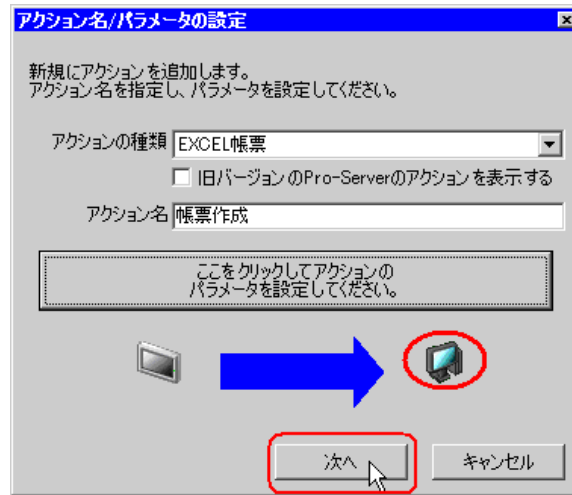 アクション名/パラメータの設定
新規にアクションを追加します。
アクション名を指定し、パラメータを設定してください。
アクションの種類 EXCEL帳票
旧バージョンのPro-Serverのアクションを表示する
アクション名 帳票作成
ここをクリックしてアクションの
パラメータを設定してください。
次へ キャンセル